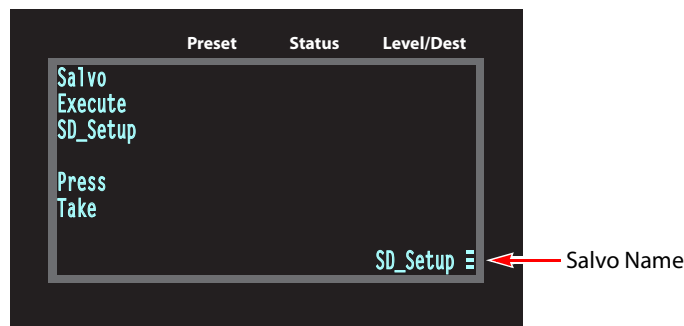 Preset Status Level/Dest
Salvo
Execute
SD_Setup
Press
Take
SD_Setup
Salvo Name